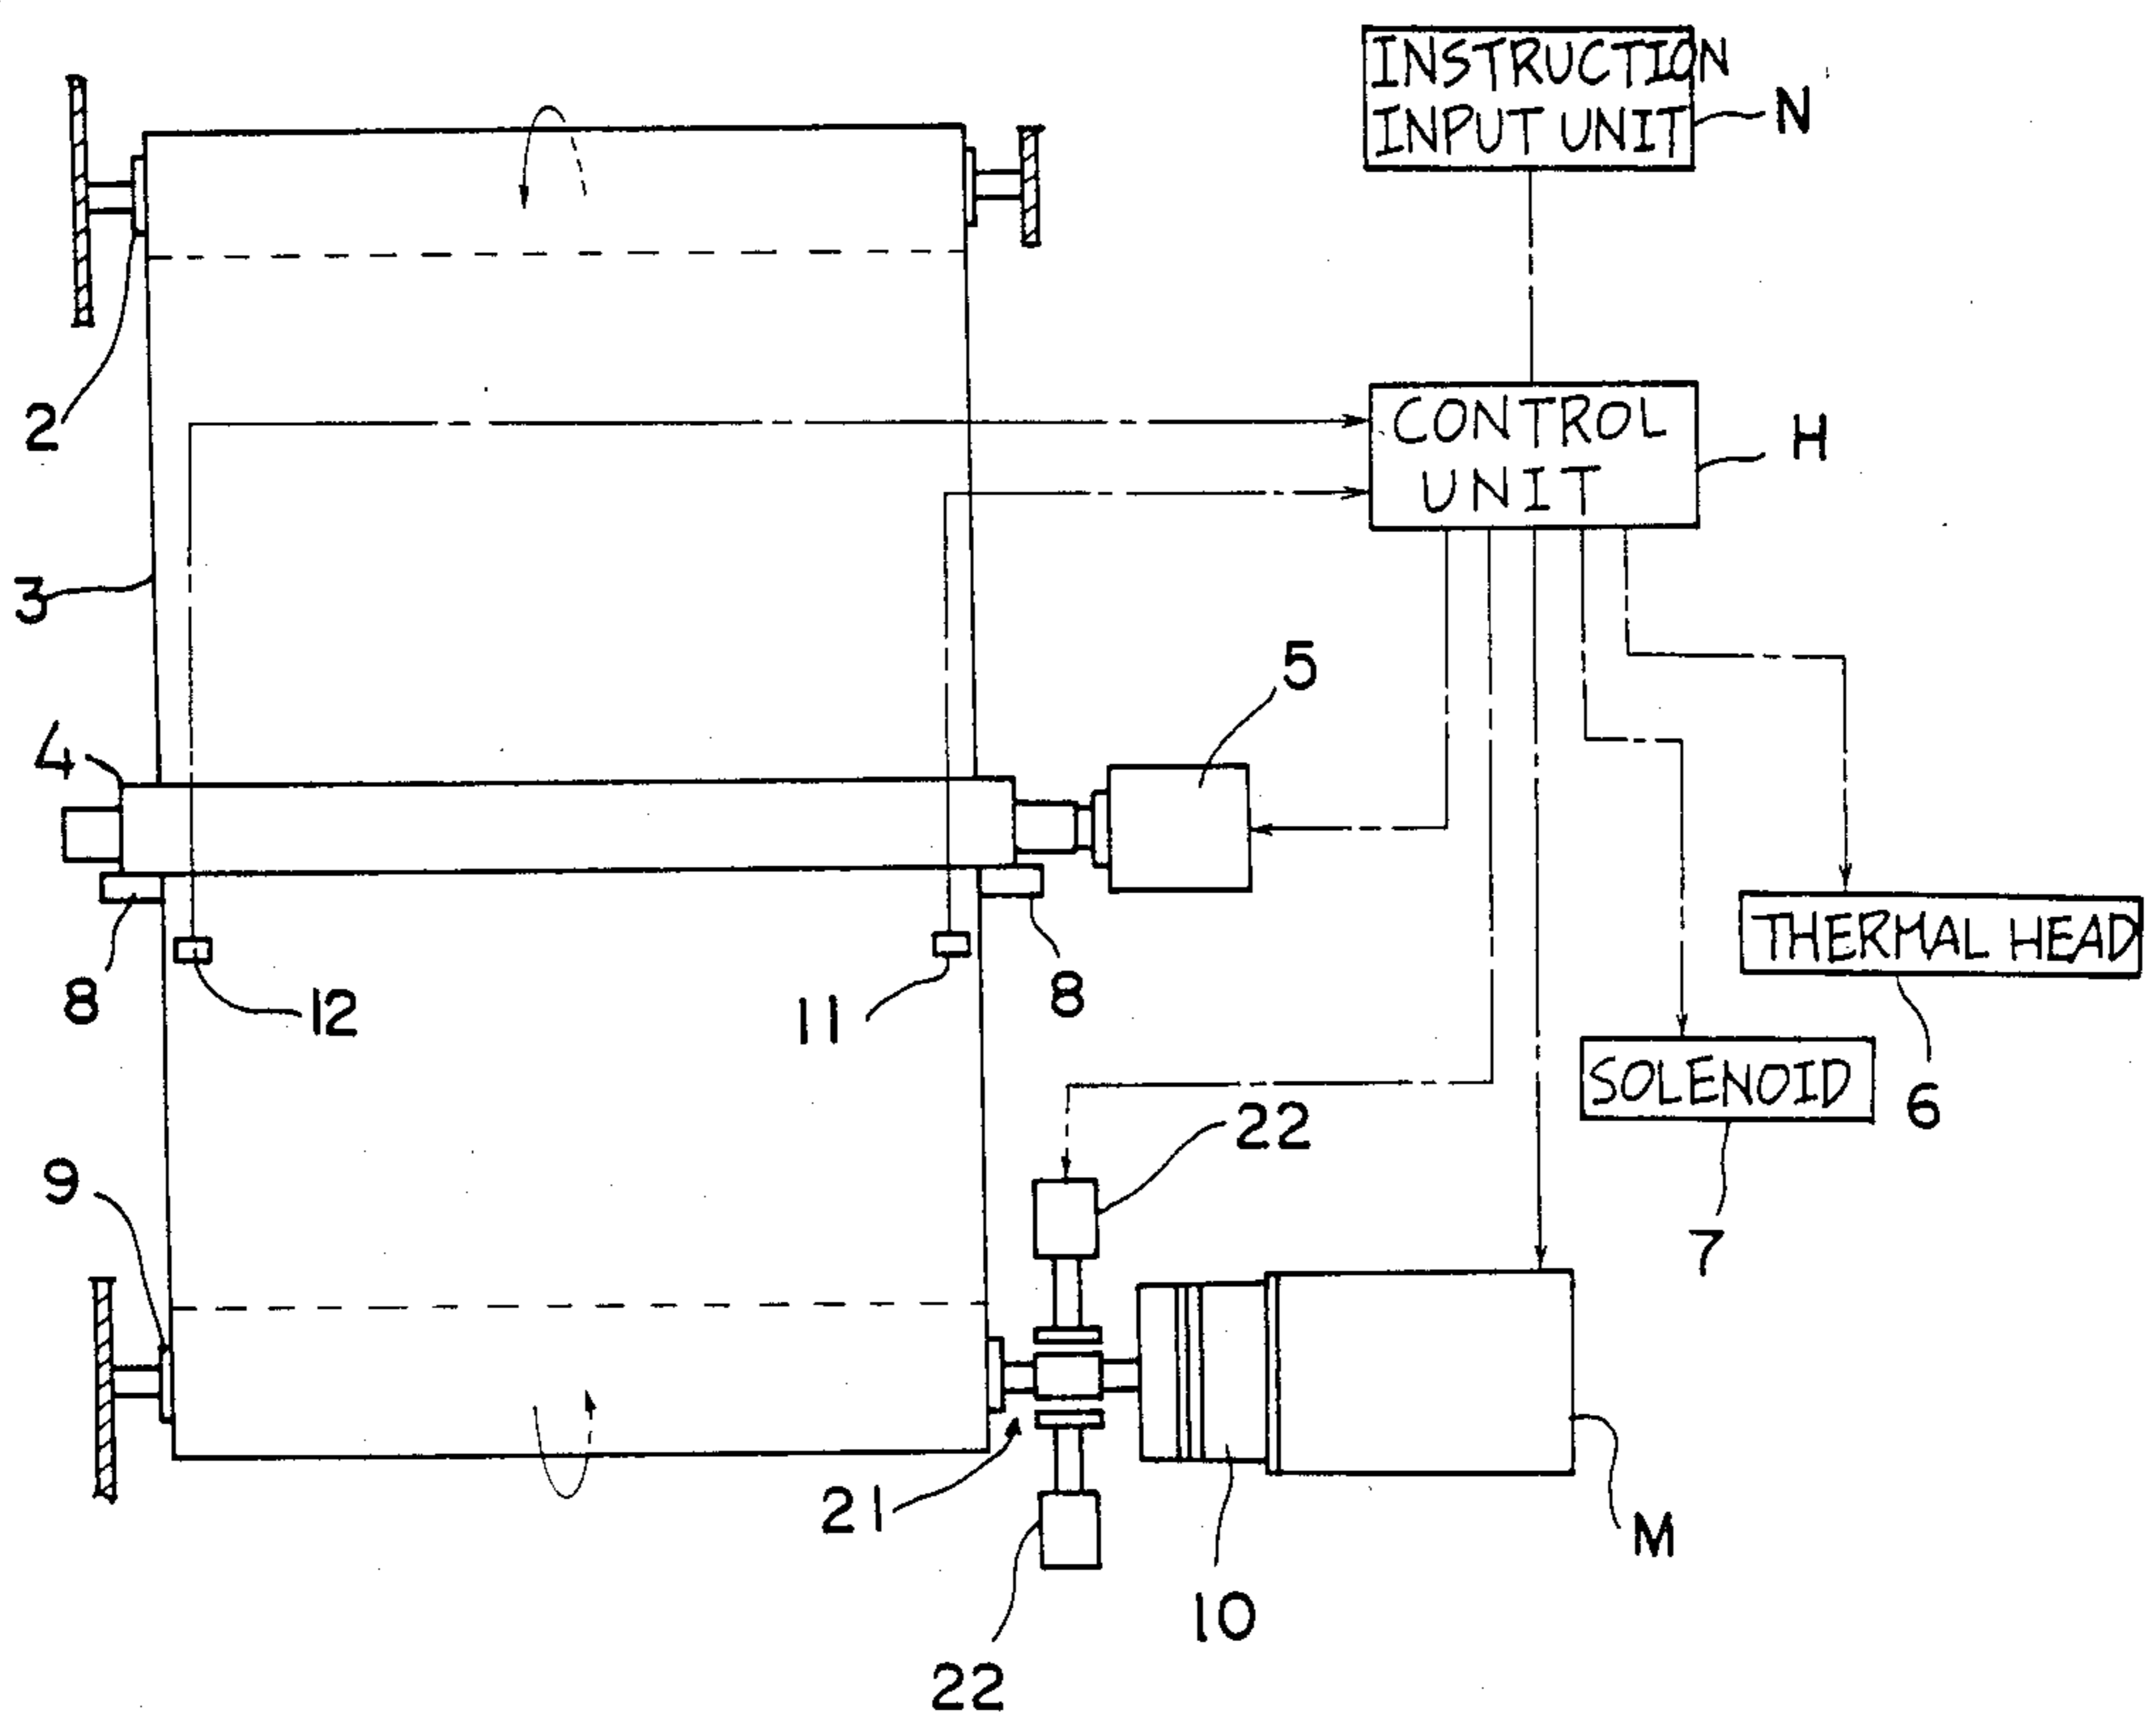 INSTRUCTION
INPUT UNIT
N
2
CONTROL
UNIT
H
3
5
4
8
12
11
8
THERMAL HEAD
6
SOLENOID
7
22
9
21
10
M
22